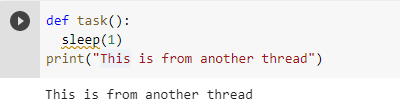 def task():
  sleep(1)
print("This is from another thread")
This is from another thread